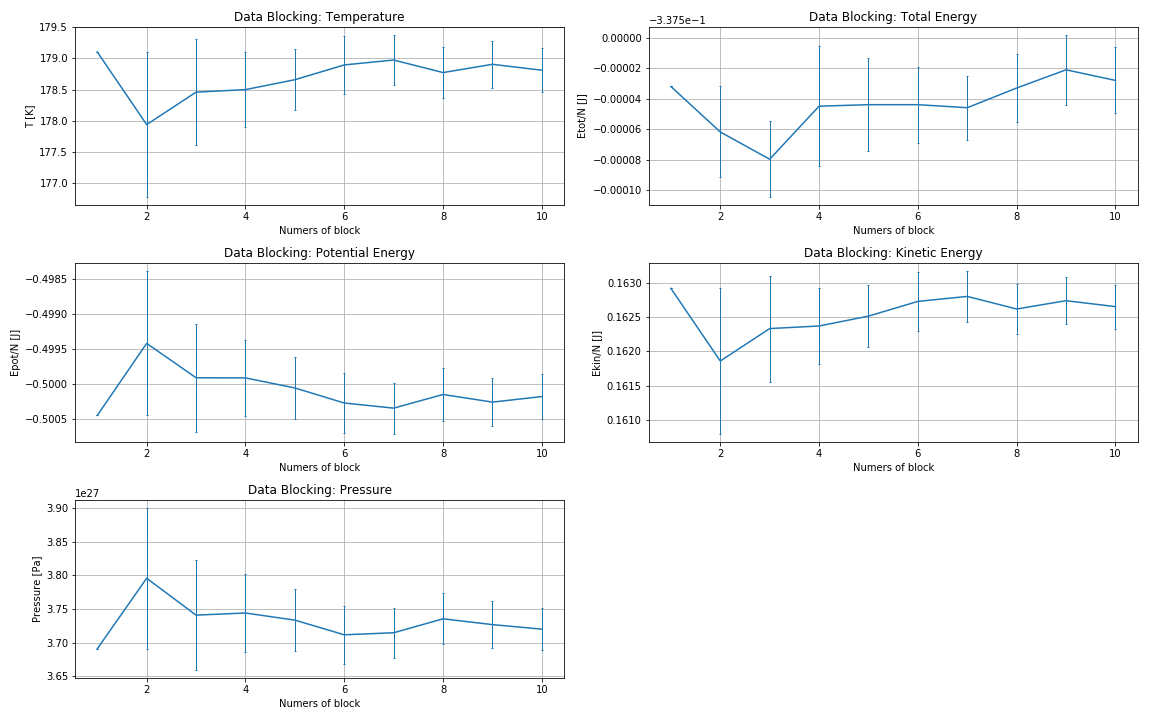 Data Blocking: Temperature
179.5
179.0
178.5
178.0
177.5
177.0
T [K]
2 4 6 8 10
Numers of block
Data Blocking: Total Energy
−3.375e−1
0.00000
−0.00002
−0.00004
−0.00006
−0.00008
−0.00010
Etot/N [J]
2 4 6 8 10
Numers of block
Data Blocking: Potential Energy
−0.4985
−0.4990
−0.4995
−0.5000
−0.5005
Epot/N [J]
2 4 6 8 10
Numers of block
Data Blocking: Kinetic Energy
0.1630
0.1625
0.1620
0.1615
0.1610
Ekin/N [J]
2 4 6 8 10
Numers of block
Data Blocking: Pressure
1e27
3.90
3.85
3.80
3.75
3.70
3.65
Pressure [Pa]
2 4 6 8 10
Numers of block